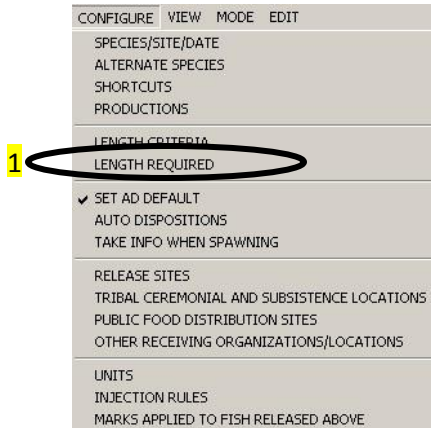 CONFIGURE VIEW MODE EDIT
SPECIES/SITE/DATE
ALTERNATE SPECIES
SHORTCUTS
PRODUCTIONS
LENGTH CRITERIA
1 LENGTH REQUIRED
SET AD DEFAULT
AUTO DISPOSITIONS
TAKE INFO WHEN SPAWNING
RELEASE SITES
TRIBAL CEREMONIAL AND SUBSISTENCE LOCATIONS
PUBLIC FOOD DISTRIBUTION SITES
OTHER RECEIVING ORGANIZATIONS/LOCATIONS
UNITS
INJECTION RULES
MARKS APPLIED TO FISH RELEASED ABOVE